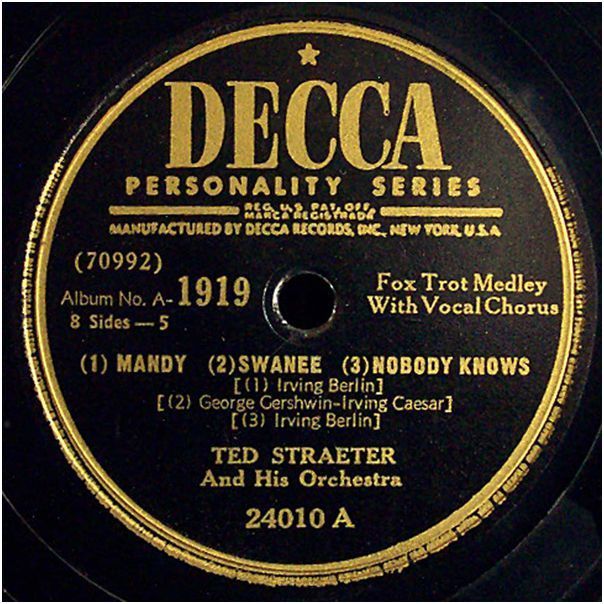 DECCA
PERSONALITY SERIES
REG. U.S. PAT. OFF.
MARCA REGISTRADA
MANUFACTURED BY DECCA RECORDS, INC., NEW YORK, U.S.A.
(70992)
Album No. A-1919
8 Sides — 5
Fox Trot Medley
With Vocal Chorus
(1) MANDY (2) SWANEE (3) NOBODY KNOWS
[(1) Irving Berlin]
[(2) George Gershwin-Irving Caesar]
[(3) Irving Berlin]
TED STRAETER
And His Orchestra
24010 A